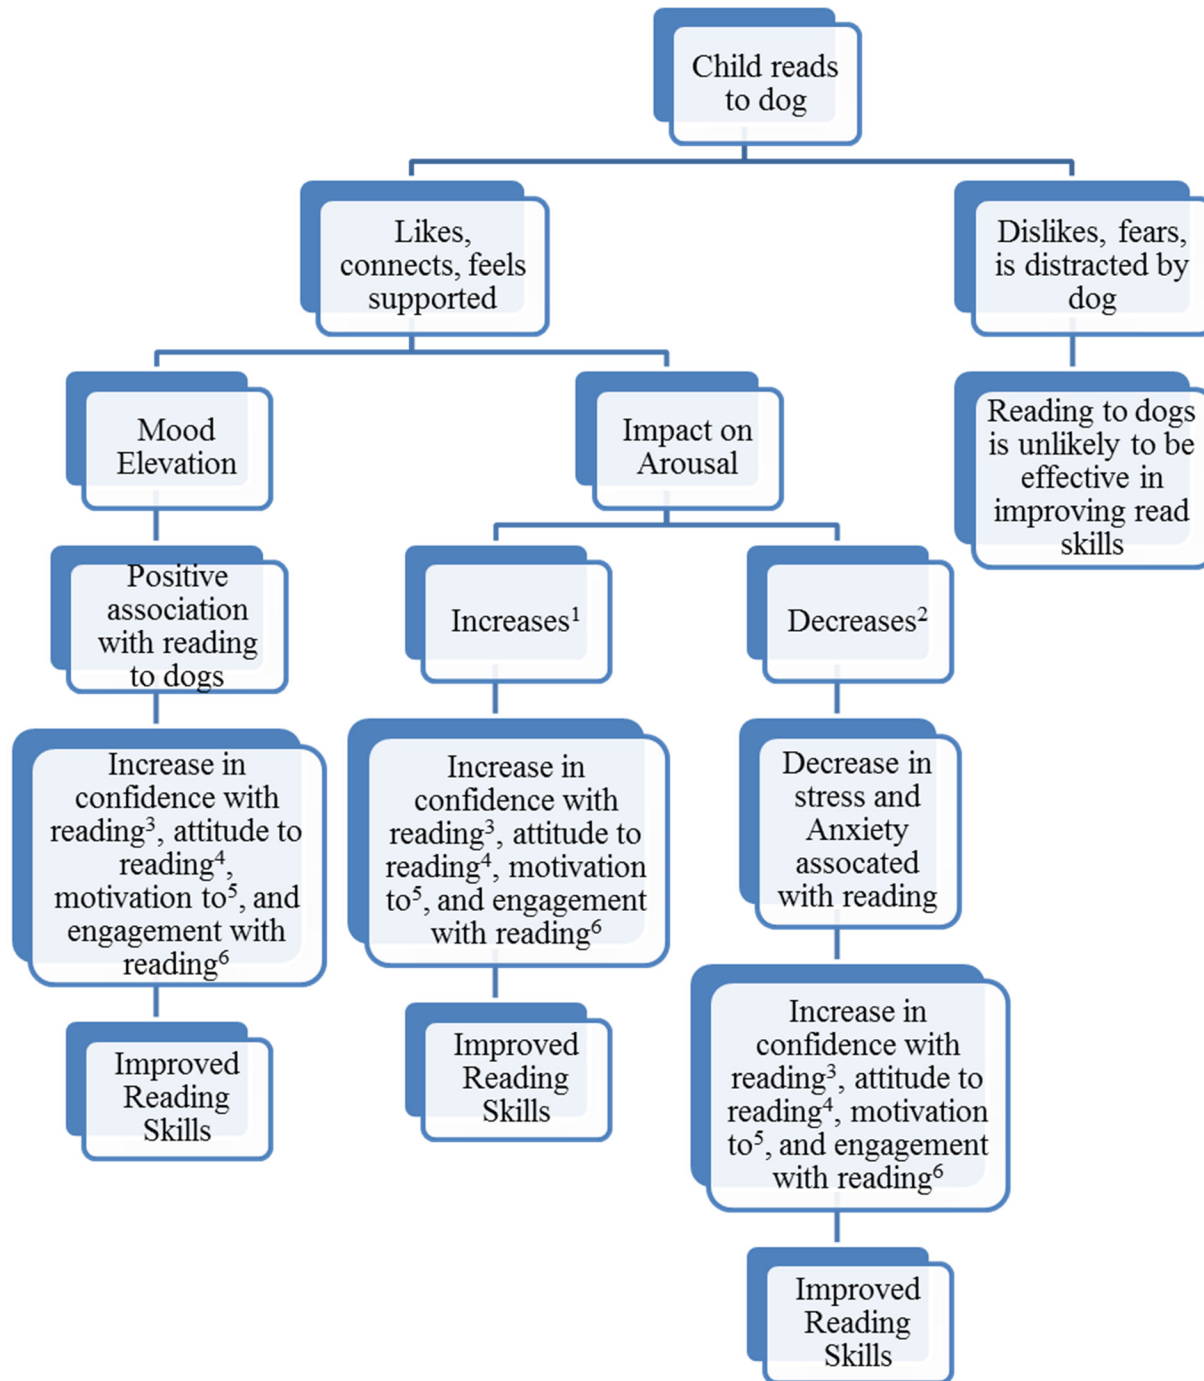 Child reads
to dog
Likes,
connects, feels
supported
Dislikes, fears,
is distracted by
dog
Mood
Elevation
Impact on
Arousal
Reading to dogs
is unlikely to be
effective in
improving read
skills
Positive
association
with reading
to dogs
Increases¹
Decreases²
Increase in
confidence with
reading³, attitude to
reading⁴,
motivation to⁵, and
engagement with
reading⁶
Increase in
confidence with
reading³, attitude to
reading⁴, motivation
to⁵, and engagement
with reading⁶
Decrease in
stress and
Anxiety
assocated
with reading
Improved
Reading
Skills
Improved
Reading
Skills
Increase in
confidence with
reading³, attitude to
reading⁴, motivation
to⁵, and engagement
with reading⁶
Improved
Reading
Skills